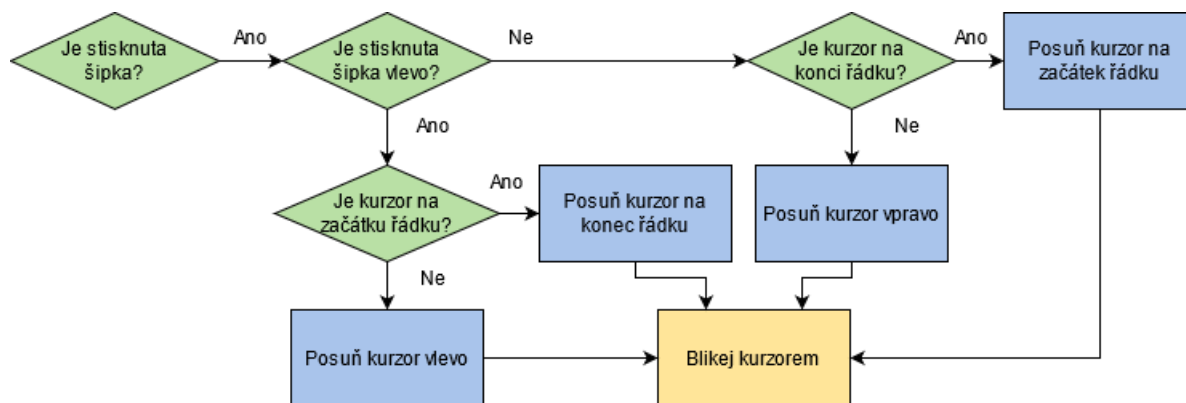 Je stisknuta
šipka?
Ano
Je stisknuta
šipka vlevo?
Ne
Je kurzor na
konci řádku?
Ano
Posuň kurzor na
začátek řádku
Ano
Ne
Je kurzor na
začátku řádku?
Ano
Posuň kurzor na
konec řádku
Posuň kurzor vpravo
Ne
Posuň kurzor vlevo
Blikej kurzorem